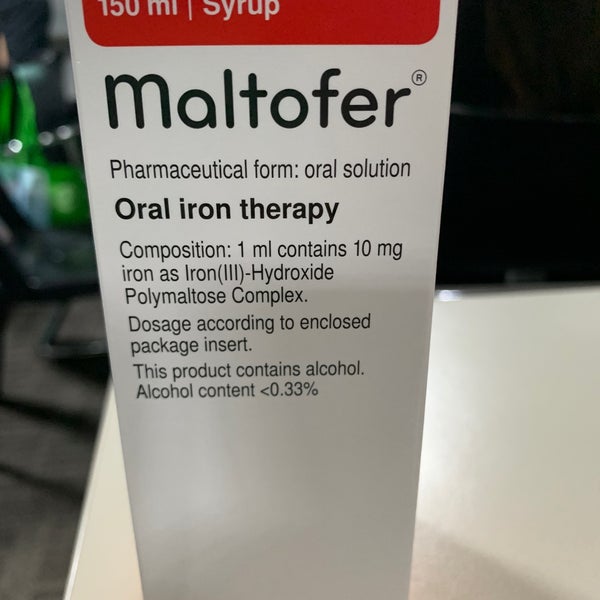 150 ml | Syrup
Maltofer®
Pharmaceutical form: oral solution
Oral iron therapy
Composition: 1 ml contains 10 mg
iron as Iron(III)-Hydroxide
Polymaltose Complex.
Dosage according to enclosed
package insert.
This product contains alcohol.
Alcohol content <0.33%